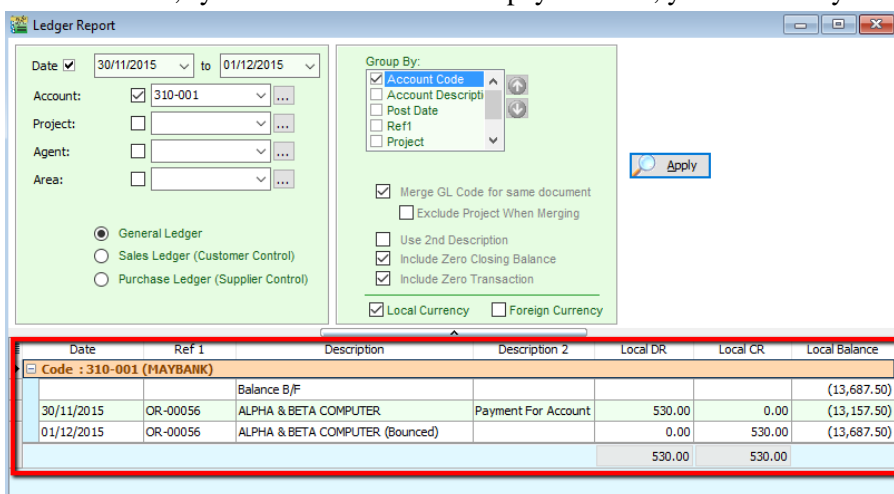 Ledger Report
Date 30/11/2015 to 01/12/2015
Account: 310-001 ...
Project: ...
Agent: ...
Area: ...
General Ledger
Sales Ledger (Customer Control)
Purchase Ledger (Supplier Control)
Group By:
Account Code
Account Descripti
Post Date
Ref1
Project
Merge GL Code for same document
Exclude Project When Merging
Use 2nd Description
Include Zero Closing Balance
Include Zero Transaction
Local Currency Foreign Currency
Apply
Date Ref 1 Description Description 2 Local DR Local CR Local Balance
Code : 310-001 (MAYBANK)
Balance B/F (13,687.50)
30/11/2015 OR-00056 ALPHA & BETA COMPUTER Payment For Account 530.00 0.00 (13,157.50)
01/12/2015 OR-00056 ALPHA & BETA COMPUTER (Bounced) 0.00 530.00 (13,687.50)
530.00 530.00